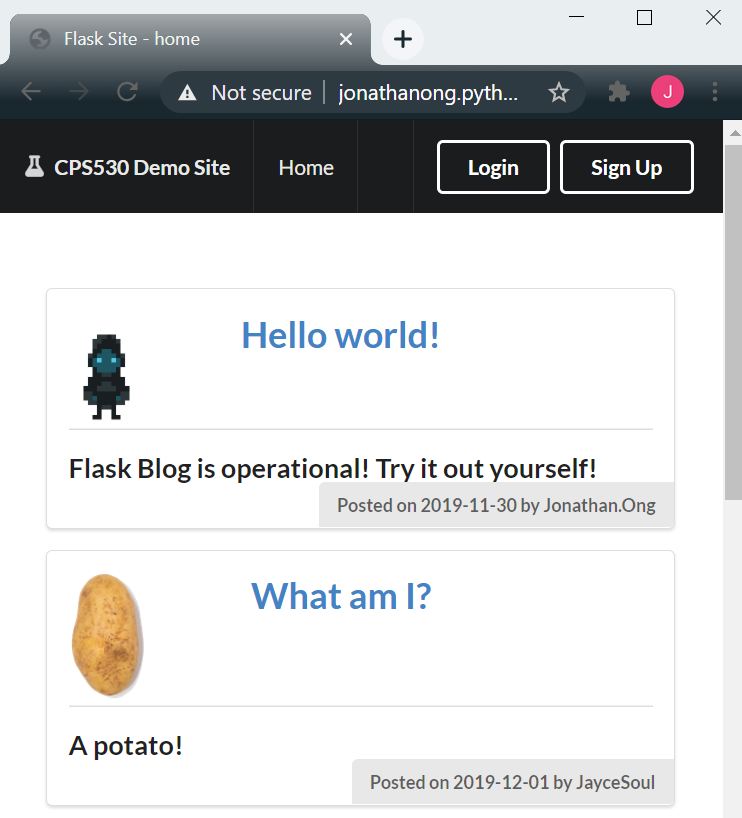 Flask Site - home
Not secure jonathanong.pyth...
J
CPS530 Demo Site Home Login Sign Up
Hello world!
Flask Blog is operational! Try it out yourself!
Posted on 2019-11-30 by Jonathan.Ong
What am I?
A potato!
Posted on 2019-12-01 by JayceSoul